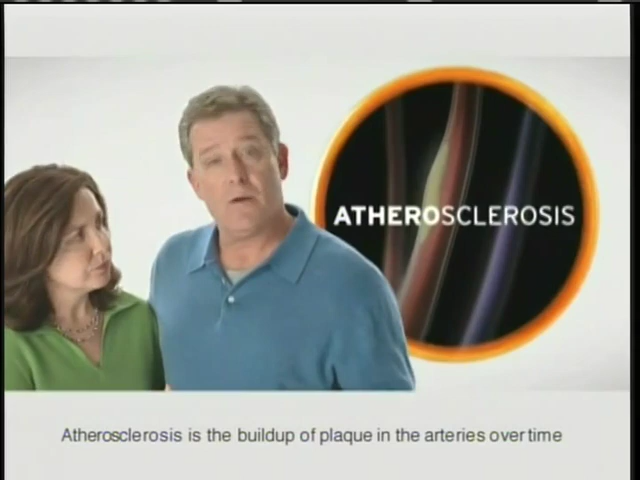 ATHEROSCLEROSIS
Atherosclerosis is the buildup of plaque in the arteries over time